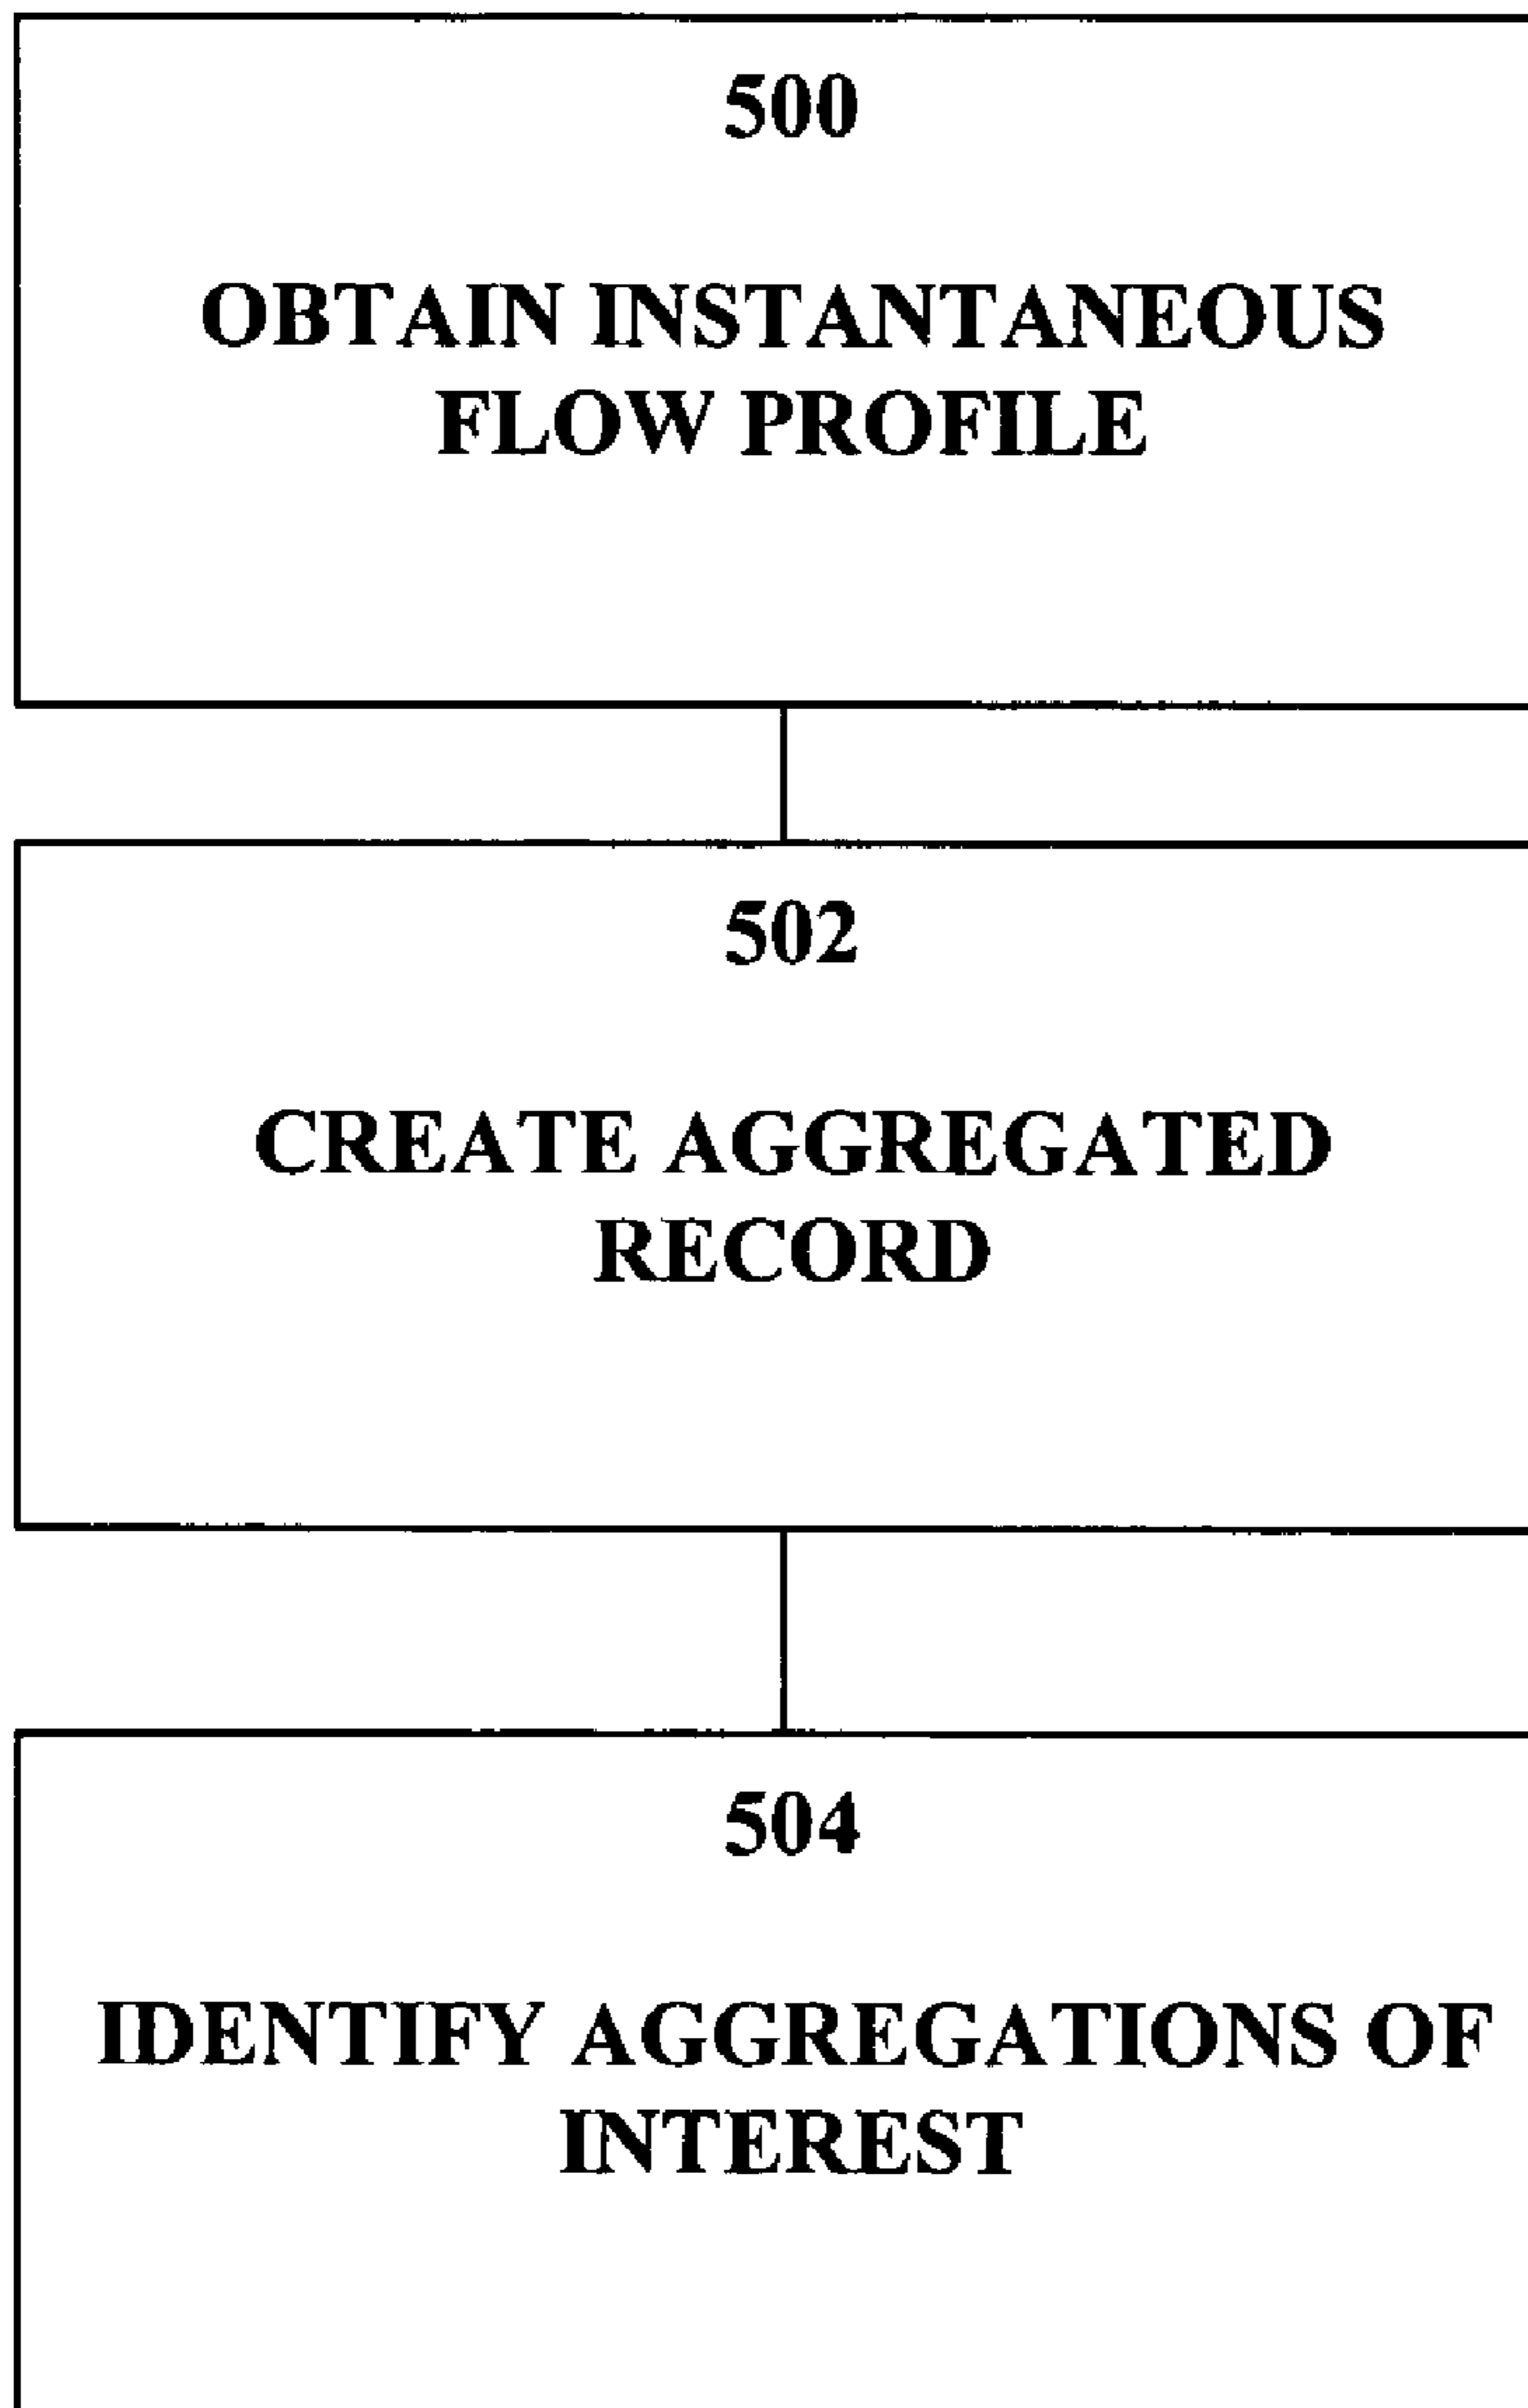 500
OBTAIN INSTANTANEOUS
FLOW PROFILE
502
CREATE AGGREGATED
RECORD
504
IDENTIFY AGGREGATIONS OF
INTEREST